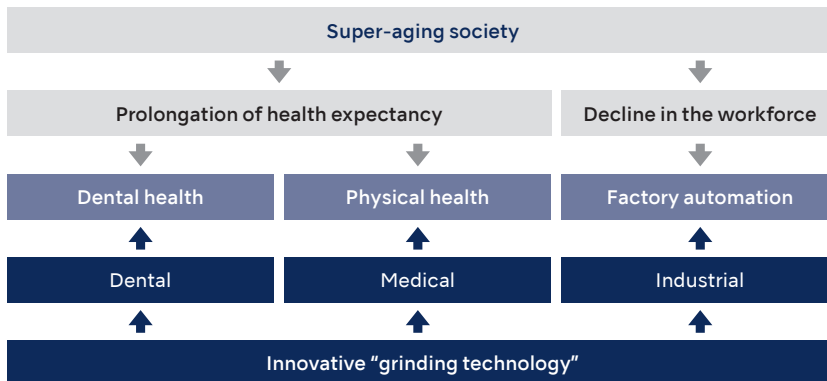 Super-aging society
Prolongation of health expectancy
Decline in the workforce
Dental health
Physical health
Factory automation
Dental
Medical
Industrial
Innovative “grinding technology”